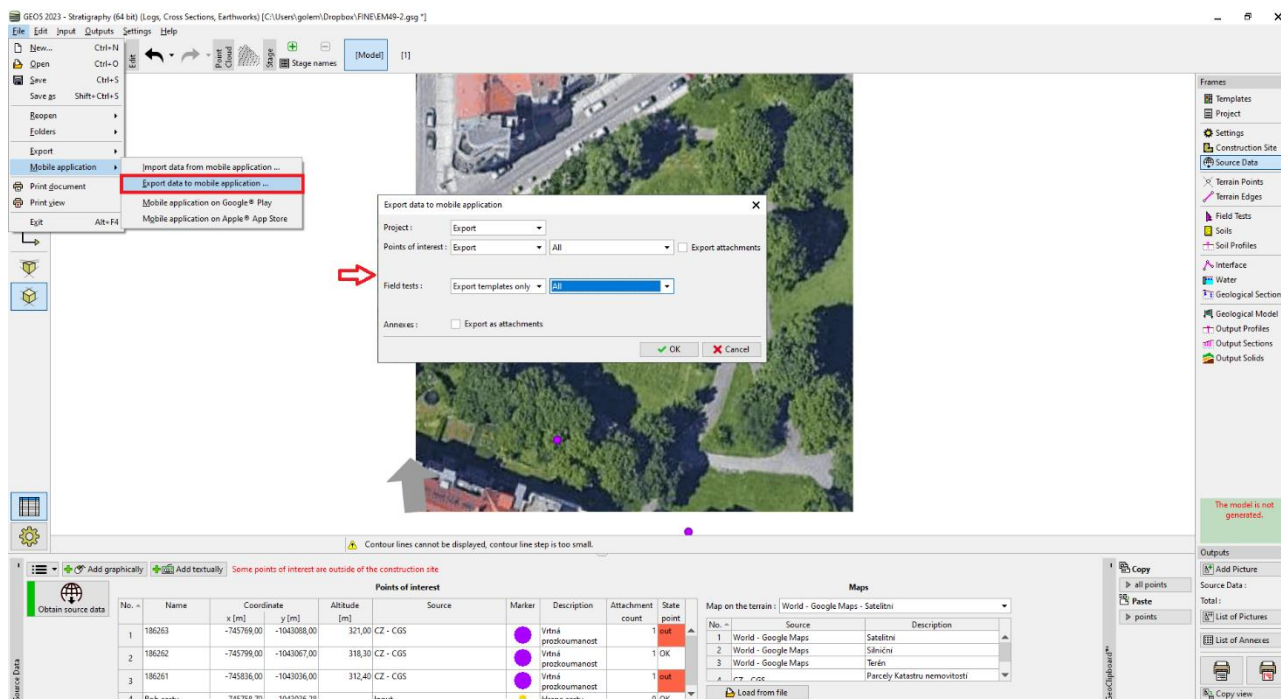 GEO5 2023 - Stratigraphy (64 bit) (Logs, Cross Sections, Earthworks) [C:\Users\golem\Dropbox\FINE\EM49-2.gsg *]
File Edit Input Outputs Settings Help
New... Ctrl+N
Open Ctrl+O
Save Ctrl+S
Save as Shift+Ctrl+S
Reopen
Folders
Export
Mobile application
Print document
Print view
Exit Alt+F4
Import data from mobile application ...
Export data to mobile application ...
Mobile application on Google® Play
Mobile application on Apple® App Store
Edit
Point Cloud
Stage
Stage names
[Model] [1]
Export data to mobile application
Project : Export
Points of interest : Export All Export attachments
Field tests : Export templates only All
Annexes : Export as attachments
OK Cancel
Frames
Templates
Project
Settings
Construction Site
Source Data
Terrain Points
Terrain Edges
Field Tests
Soils
Soil Profiles
Interface
Water
Geological Section
Geological Model
Output Profiles
Output Sections
Output Solids
The model is not
generated.
Contour lines cannot be displayed, contour line step is too small.
Add graphically Add textually Some points of interest are outside of the construction site
Obtain source data
Source Data
Points of interest
No. Name Coordinate Altitude Source Marker Description Attachment State
x [m] y [m] [m] count point
1 186263 -745769,00 -1043088,00 321,00 CZ - CGS Vrtná prozkoumanost 1 out
2 186262 -745799,00 -1043067,00 318,30 CZ - CGS Vrtná prozkoumanost 1 OK
3 186261 -745836,00 -1043036,00 312,40 CZ - CGS Vrtná prozkoumanost 1 out
Maps
Map on the terrain : World - Google Maps - Satelitní
No. Source Description
1 World - Google Maps Satelitní
2 World - Google Maps Silniční
3 World - Google Maps Terén
4 CZ - CGS Parcely Katastru nemovitostí
Load from file
GeoClipboard™
Copy
all points
Paste
points
Outputs
Add Picture
Source Data :
Total :
List of Pictures
List of Annexes
Copy view